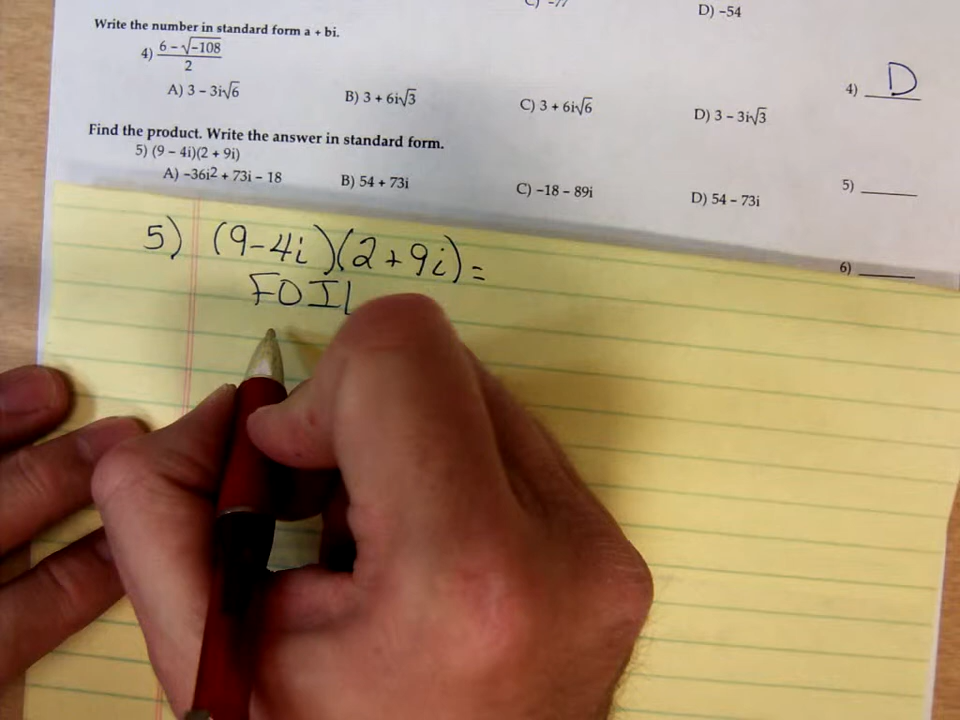 C) -77
D) -54
Write the number in standard form a + bi.
4) (6 - √-108)/2
4) D
A) 3 - 3i√6 B) 3 + 6i√3 C) 3 + 6i√6 D) 3 - 3i√3
Find the product. Write the answer in standard form.
5) (9 - 4i)(2 + 9i)
A) -36i² + 73i - 18 B) 54 + 73i C) -18 - 89i D) 54 - 73i
5)
5) (9-4i)(2+9i)=
6)
FOIL